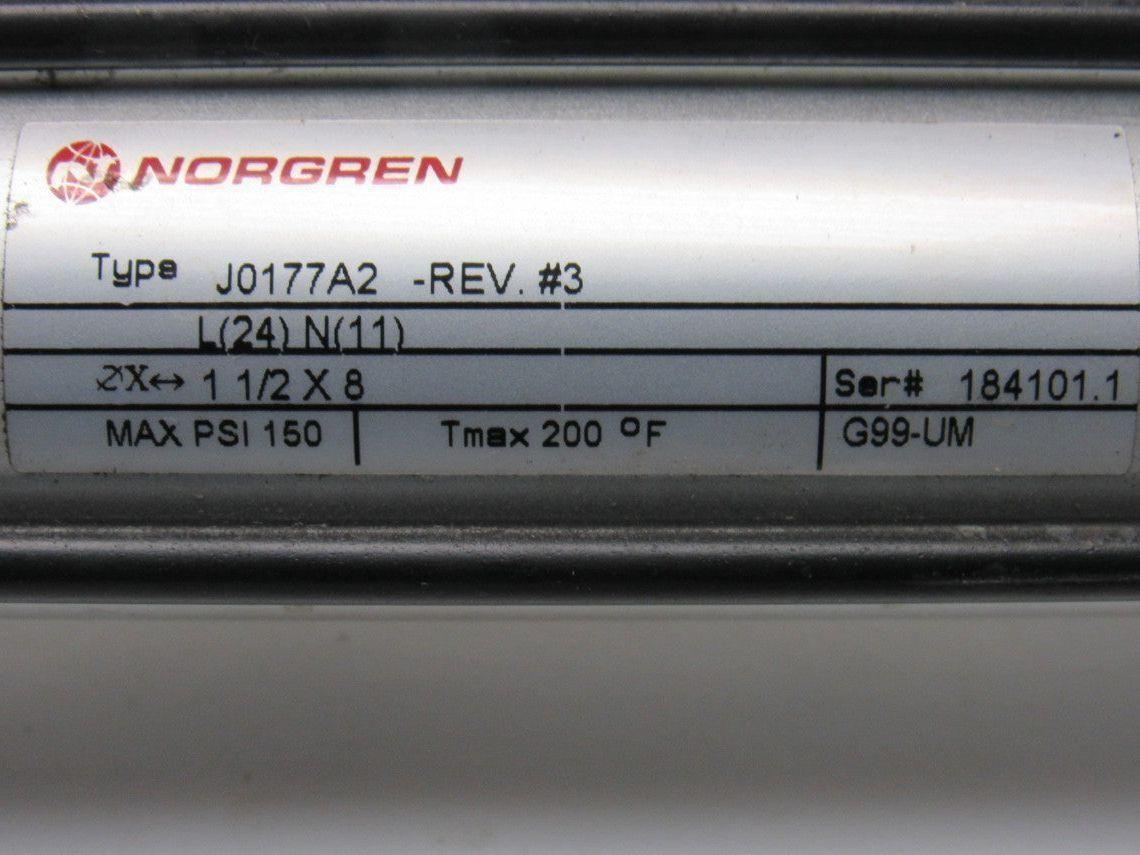 NORGREN
Type J0177A2 -REV. #3
L(24) N(11)
⌀X↔ 1 1/2 X 8 Ser# 184101.1
MAX PSI 150 Tmax 200 °F G99-UM